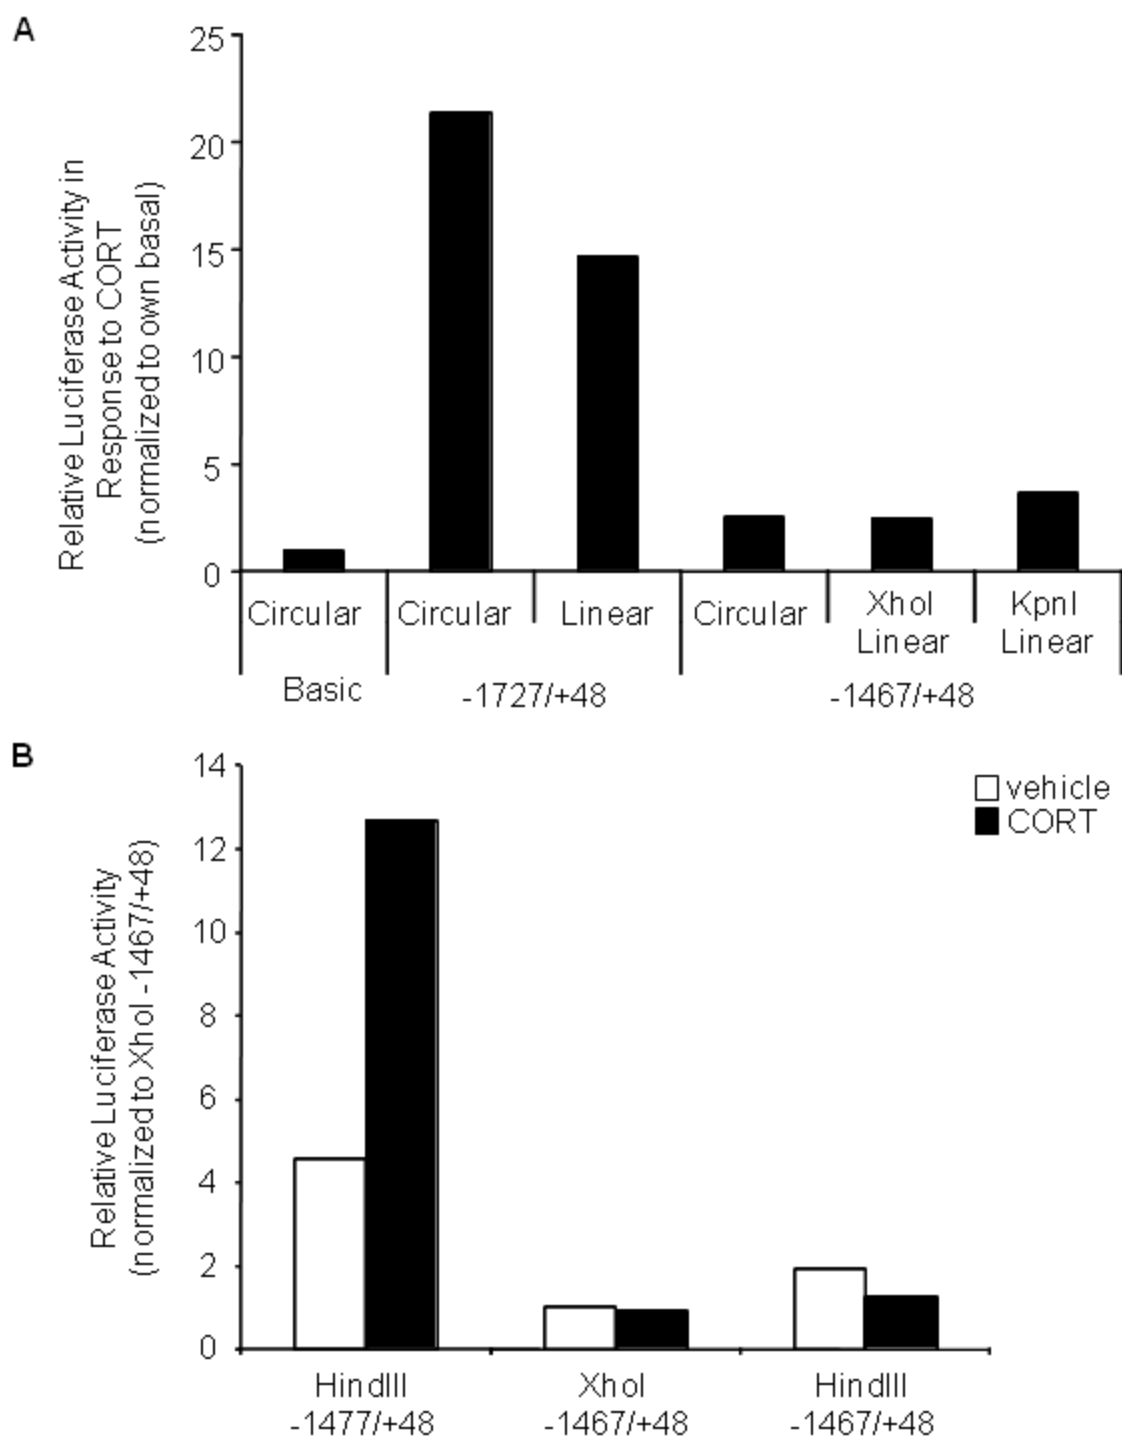 A
Relative Luciferase Activity in
Response to CORT
(normalized to own basal)
25
20
15
10
5
0
Circular
Circular
Linear
Circular
XhoI
Linear
KpnI
Linear
Basic
-1727/+48
-1467/+48
B
Relative Luciferase Activity
(normalized to XhoI -1467/+48)
14
12
10
8
6
4
2
0
vehicle
CORT
HindIII
-1477/+48
XhoI
-1467/+48
HindIII
-1467/+48